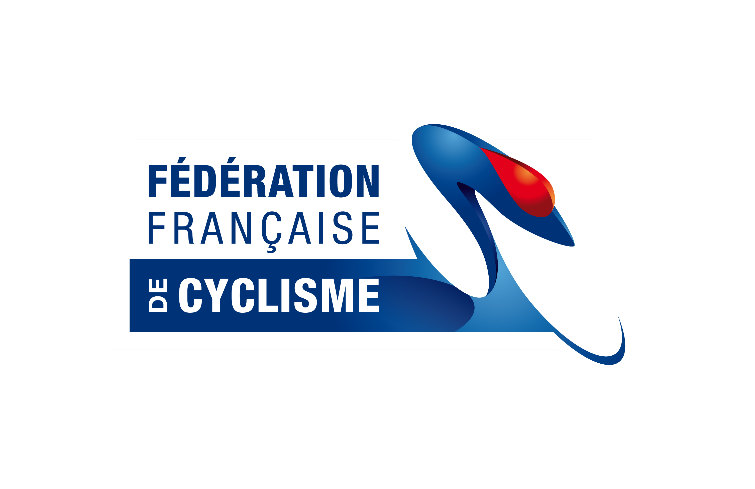 FÉDÉRATION
FRANÇAISE
DE CYCLISME